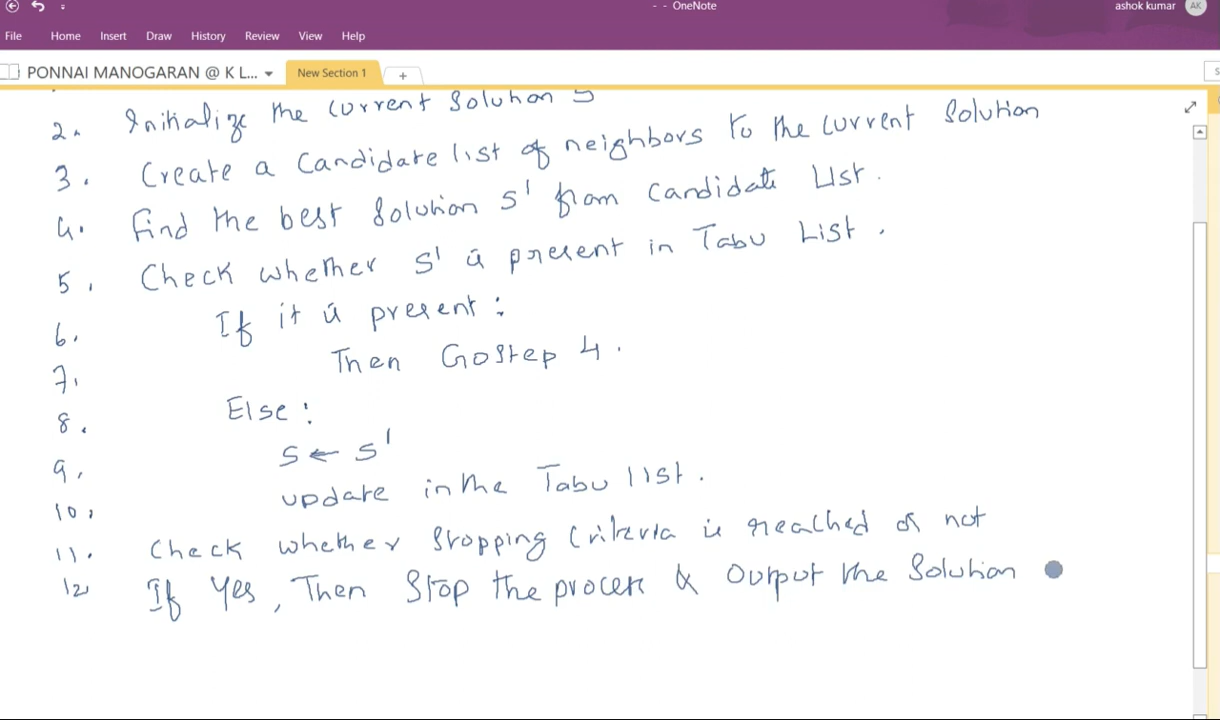 - - OneNote
ashok kumar AK
File Home Insert Draw History Review View Help
PONNAI MANOGARAN @ K L... New Section 1 +
2. Initialize the current Solution S
3. Create a Candidate list of neighbors to the current Solution
4. Find the best Solution S' from Candidate List.
5. Check whether S' is present in Tabu List.
6. If it is present:
7. Then GoStep 4.
8. Else:
9. S ← S'
10. update in the Tabu list.
11. Check whether Stopping Criteria is reached or not
12 If Yes, Then Stop the process & Output the Solution